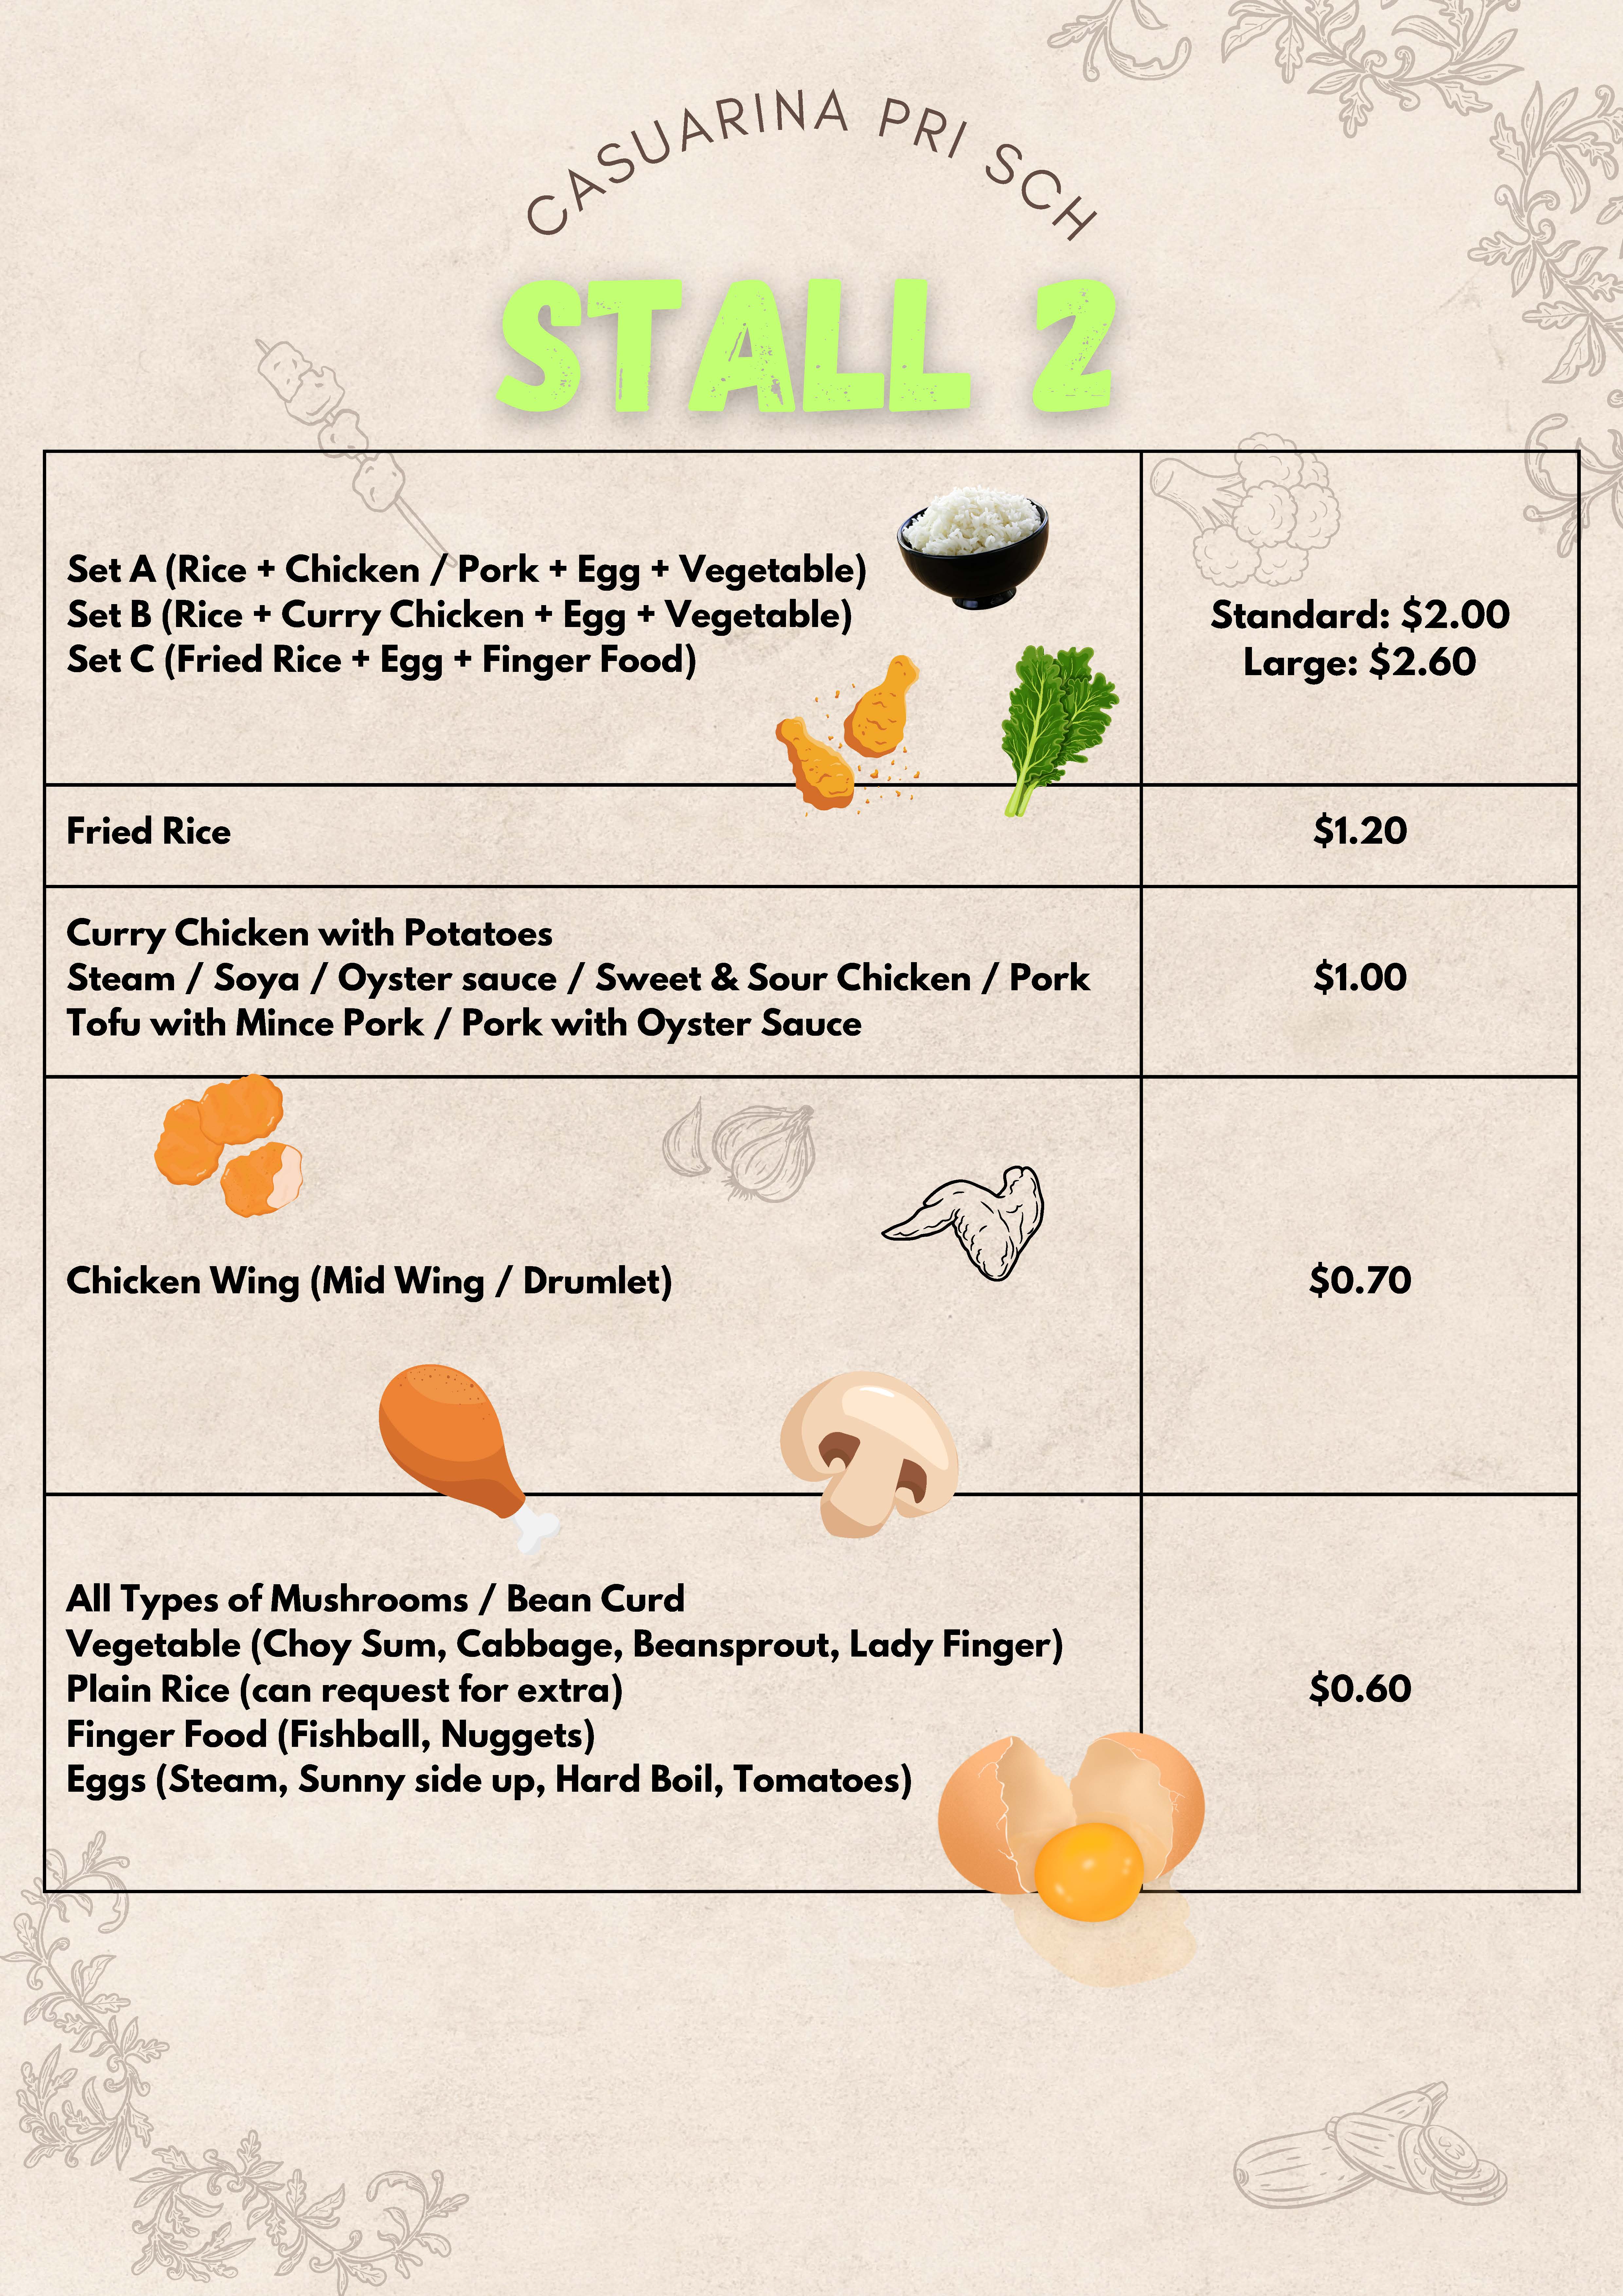 CASUARINA PRI SCH
STALL 2
Set A (Rice + Chicken / Pork + Egg + Vegetable)
Set B (Rice + Curry Chicken + Egg + Vegetable)
Set C (Fried Rice + Egg + Finger Food)
Standard: $2.00
Large: $2.60
Fried Rice
$1.20
Curry Chicken with Potatoes
Steam / Soya / Oyster sauce / Sweet & Sour Chicken / Pork
Tofu with Mince Pork / Pork with Oyster Sauce
$1.00
Chicken Wing (Mid Wing / Drumlet)
$0.70
All Types of Mushrooms / Bean Curd
Vegetable (Choy Sum, Cabbage, Beansprout, Lady Finger)
Plain Rice (can request for extra)
Finger Food (Fishball, Nuggets)
Eggs (Steam, Sunny side up, Hard Boil, Tomatoes)
$0.60